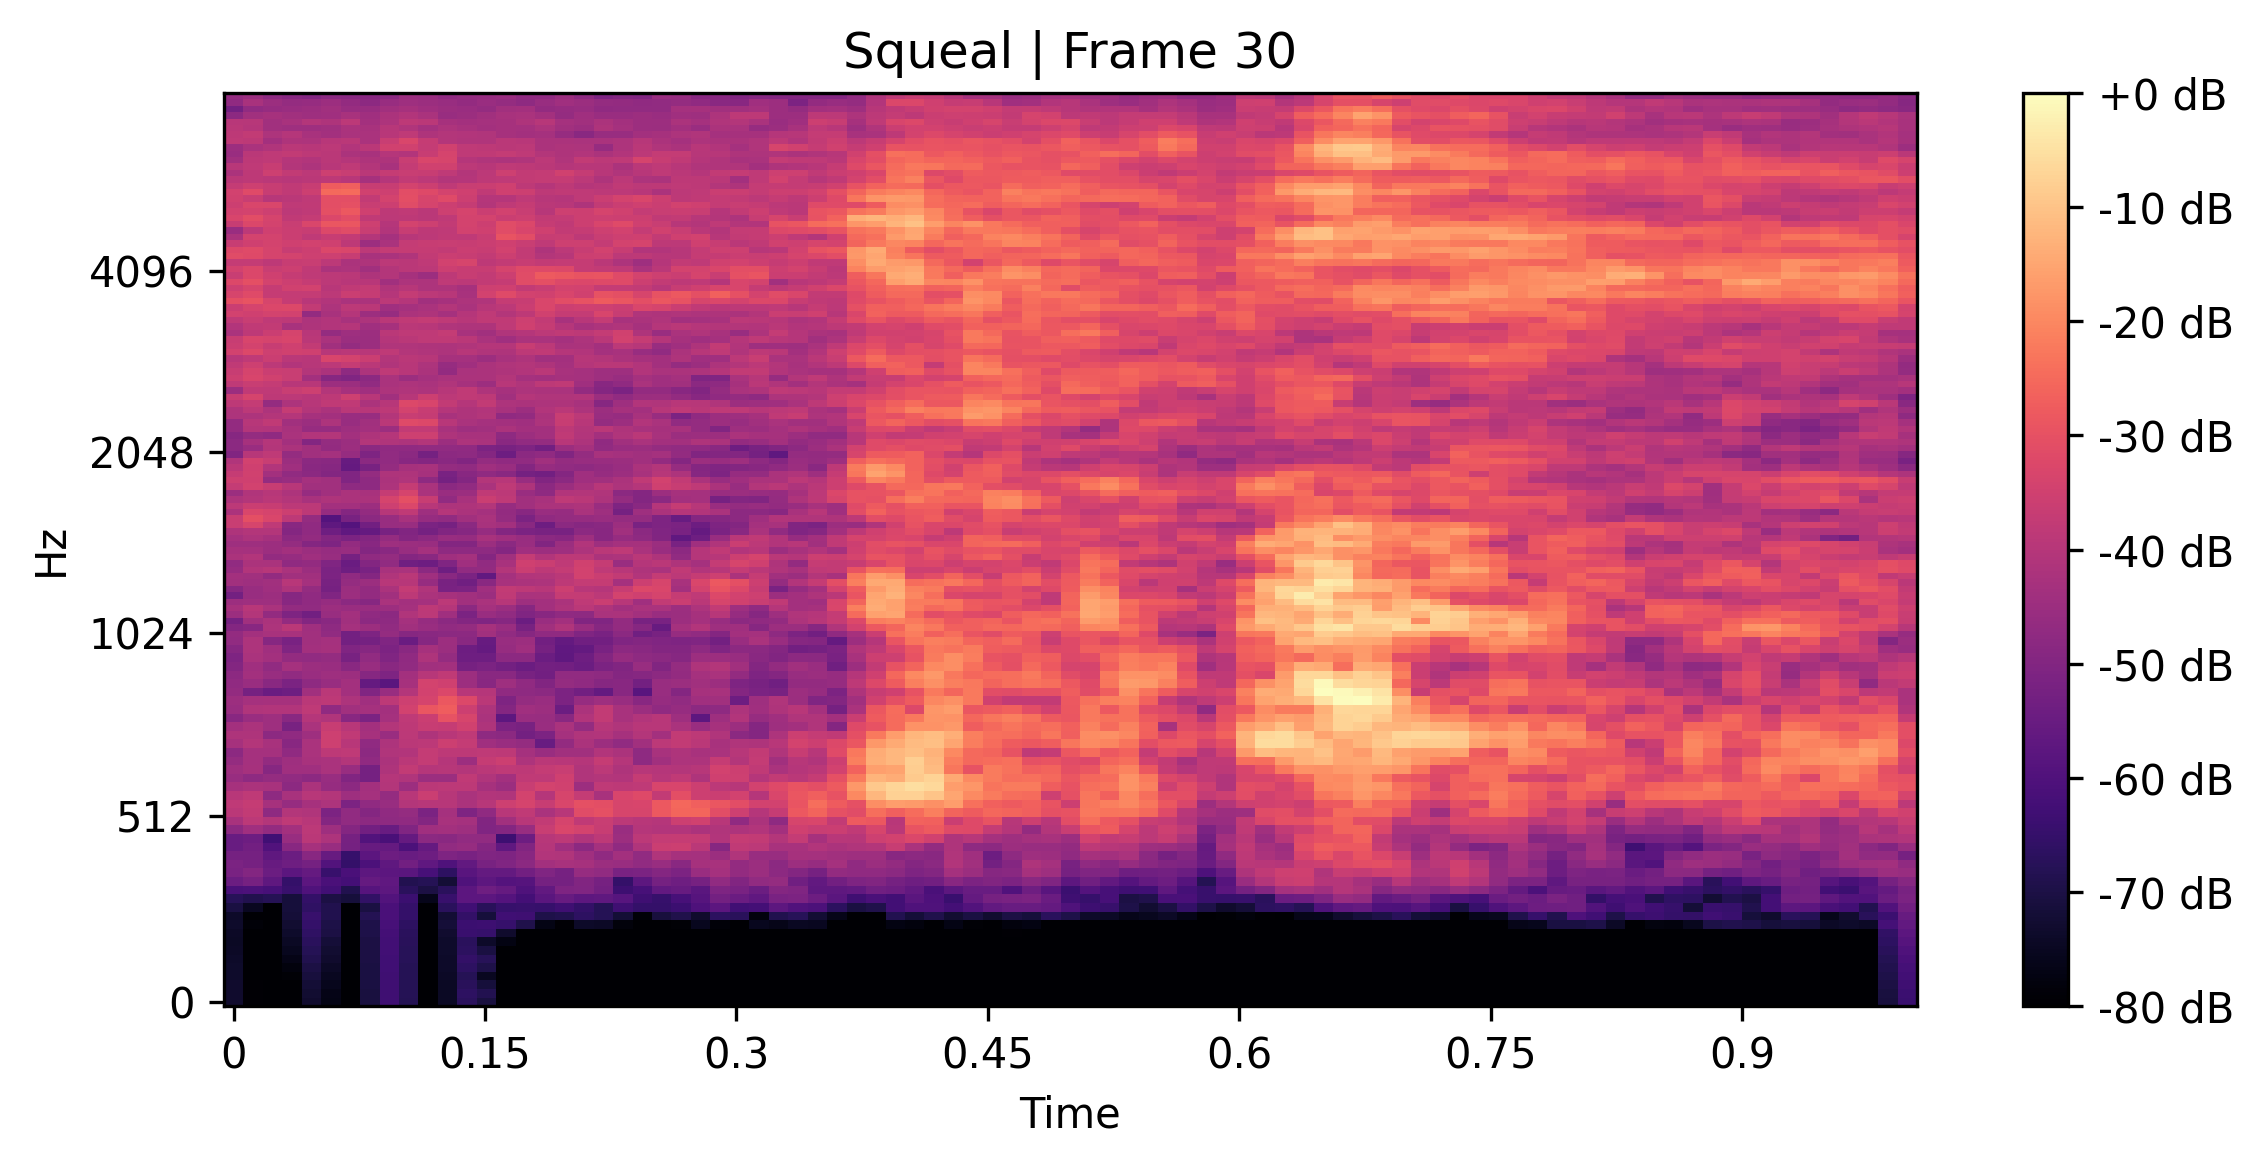 Squeal | Frame 30
+0 dB
-10 dB
-20 dB
-30 dB
-40 dB
-50 dB
-60 dB
-70 dB
-80 dB
Hz
4096
2048
1024
512
0
0 0.15 0.3 0.45 0.6 0.75 0.9
Time